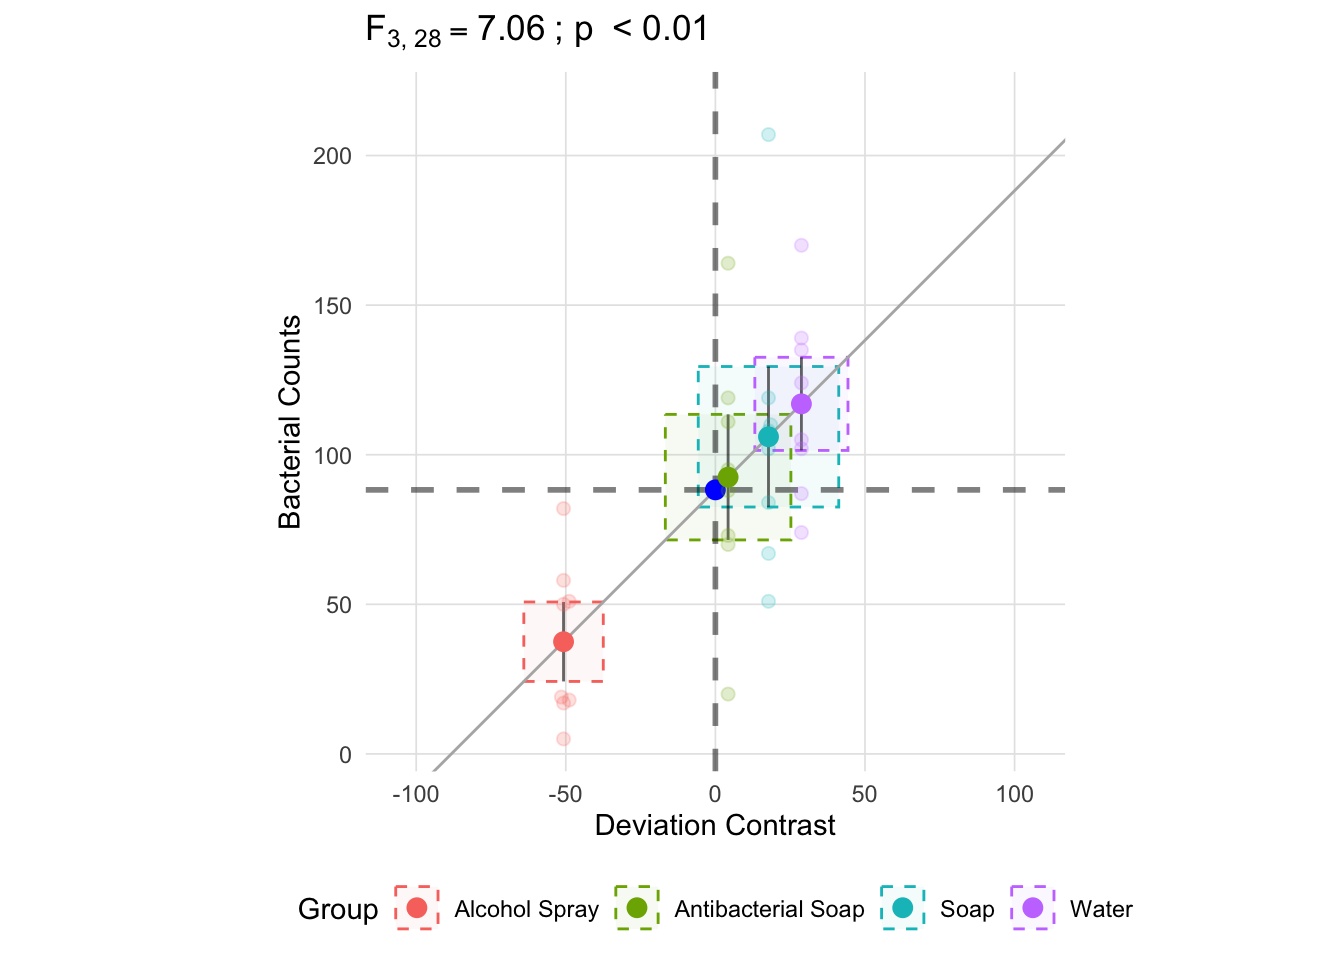 F3, 28 = 7.06 ; p < 0.01
Bacterial Counts
200
150
100
50
0
-100 -50 0 50 100
Deviation Contrast
Group Alcohol Spray Antibacterial Soap Soap Water